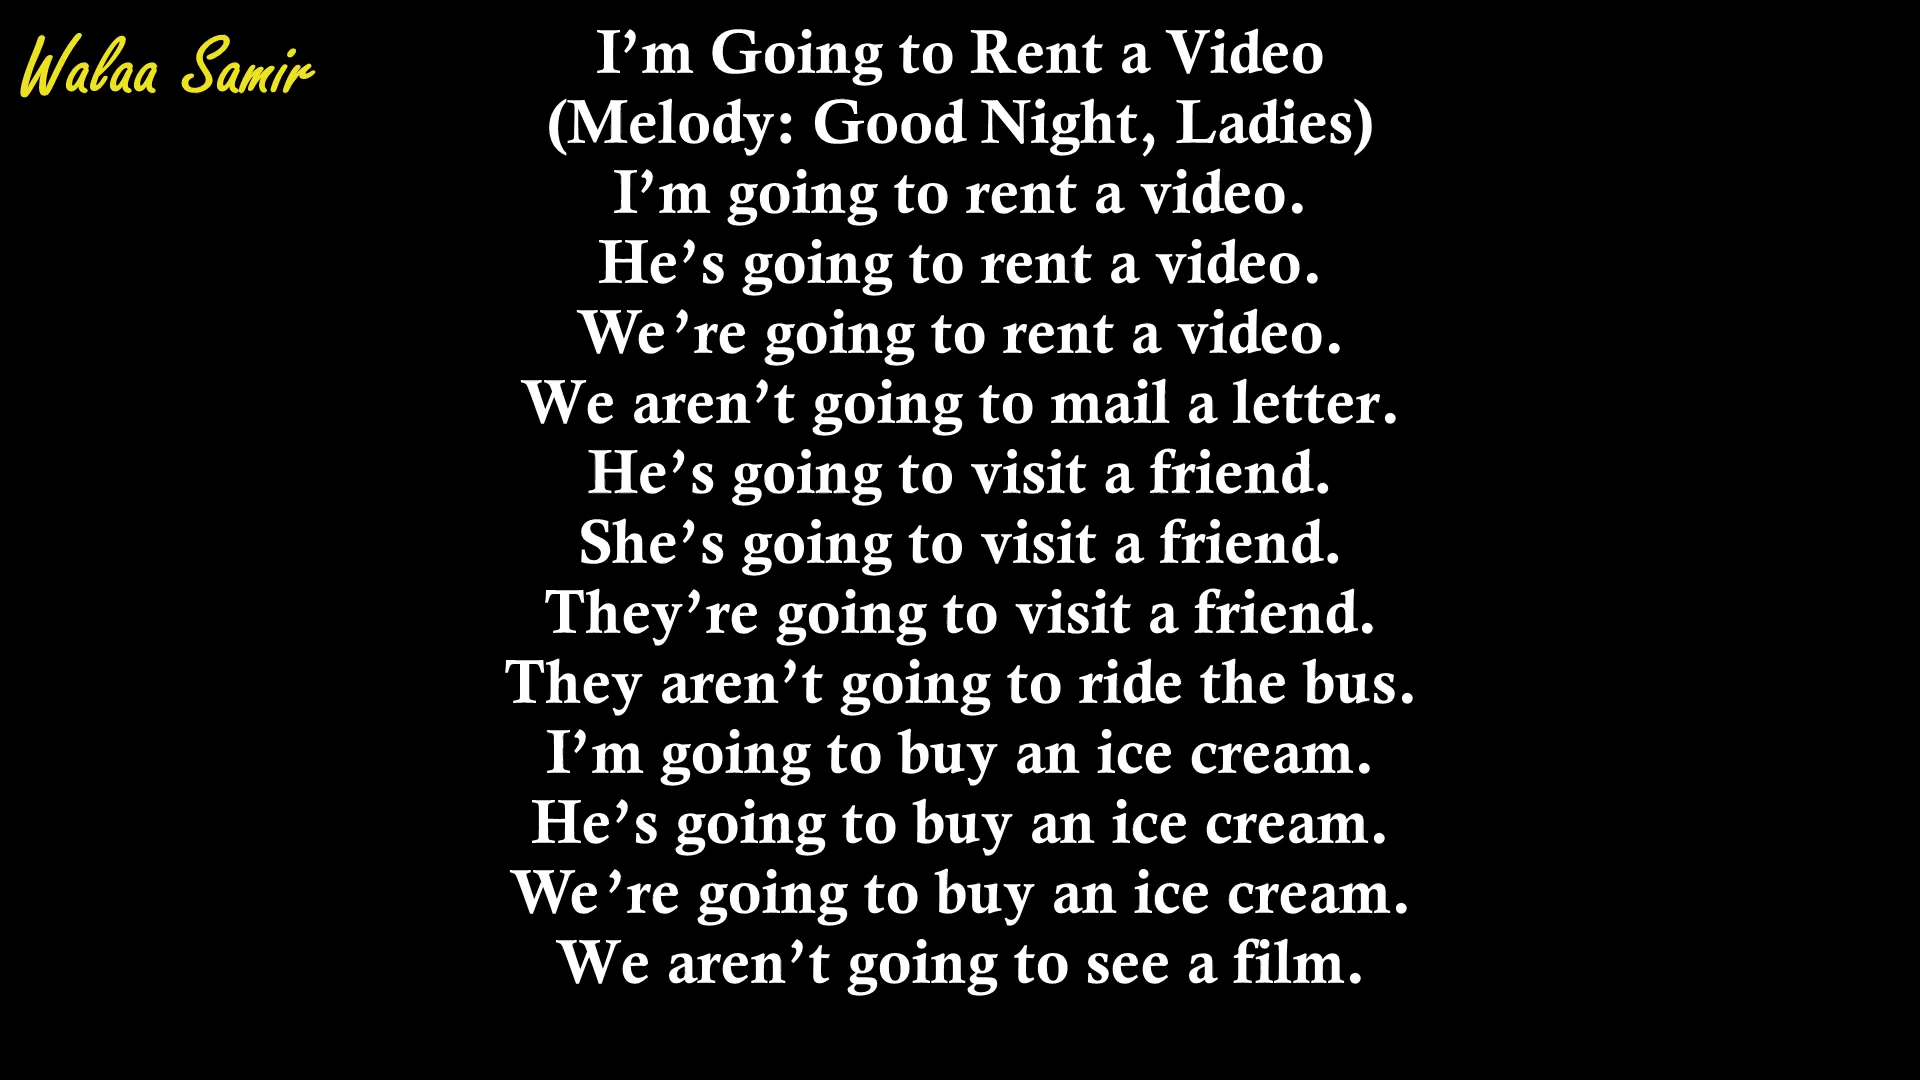 Walaa Samir
I’m Going to Rent a Video
(Melody: Good Night, Ladies)
I’m going to rent a video.
He’s going to rent a video.
We’re going to rent a video.
We aren’t going to mail a letter.
He’s going to visit a friend.
She’s going to visit a friend.
They’re going to visit a friend.
They aren’t going to ride the bus.
I’m going to buy an ice cream.
He’s going to buy an ice cream.
We’re going to buy an ice cream.
We aren’t going to see a film.